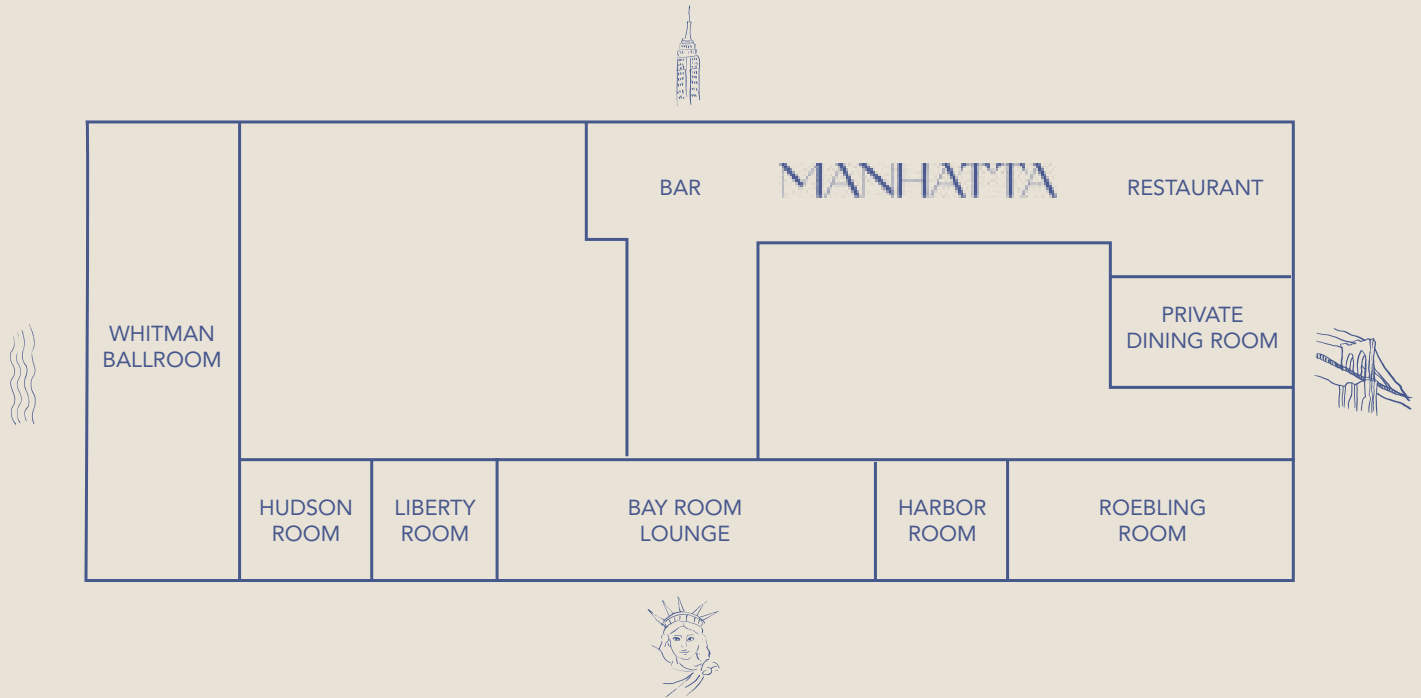 BAR
MANHATTA
RESTAURANT
PRIVATE
DINING ROOM
WHITMAN
BALLROOM
HUDSON
ROOM
LIBERTY
ROOM
BAY ROOM
LOUNGE
HARBOR
ROOM
ROEBLING
ROOM